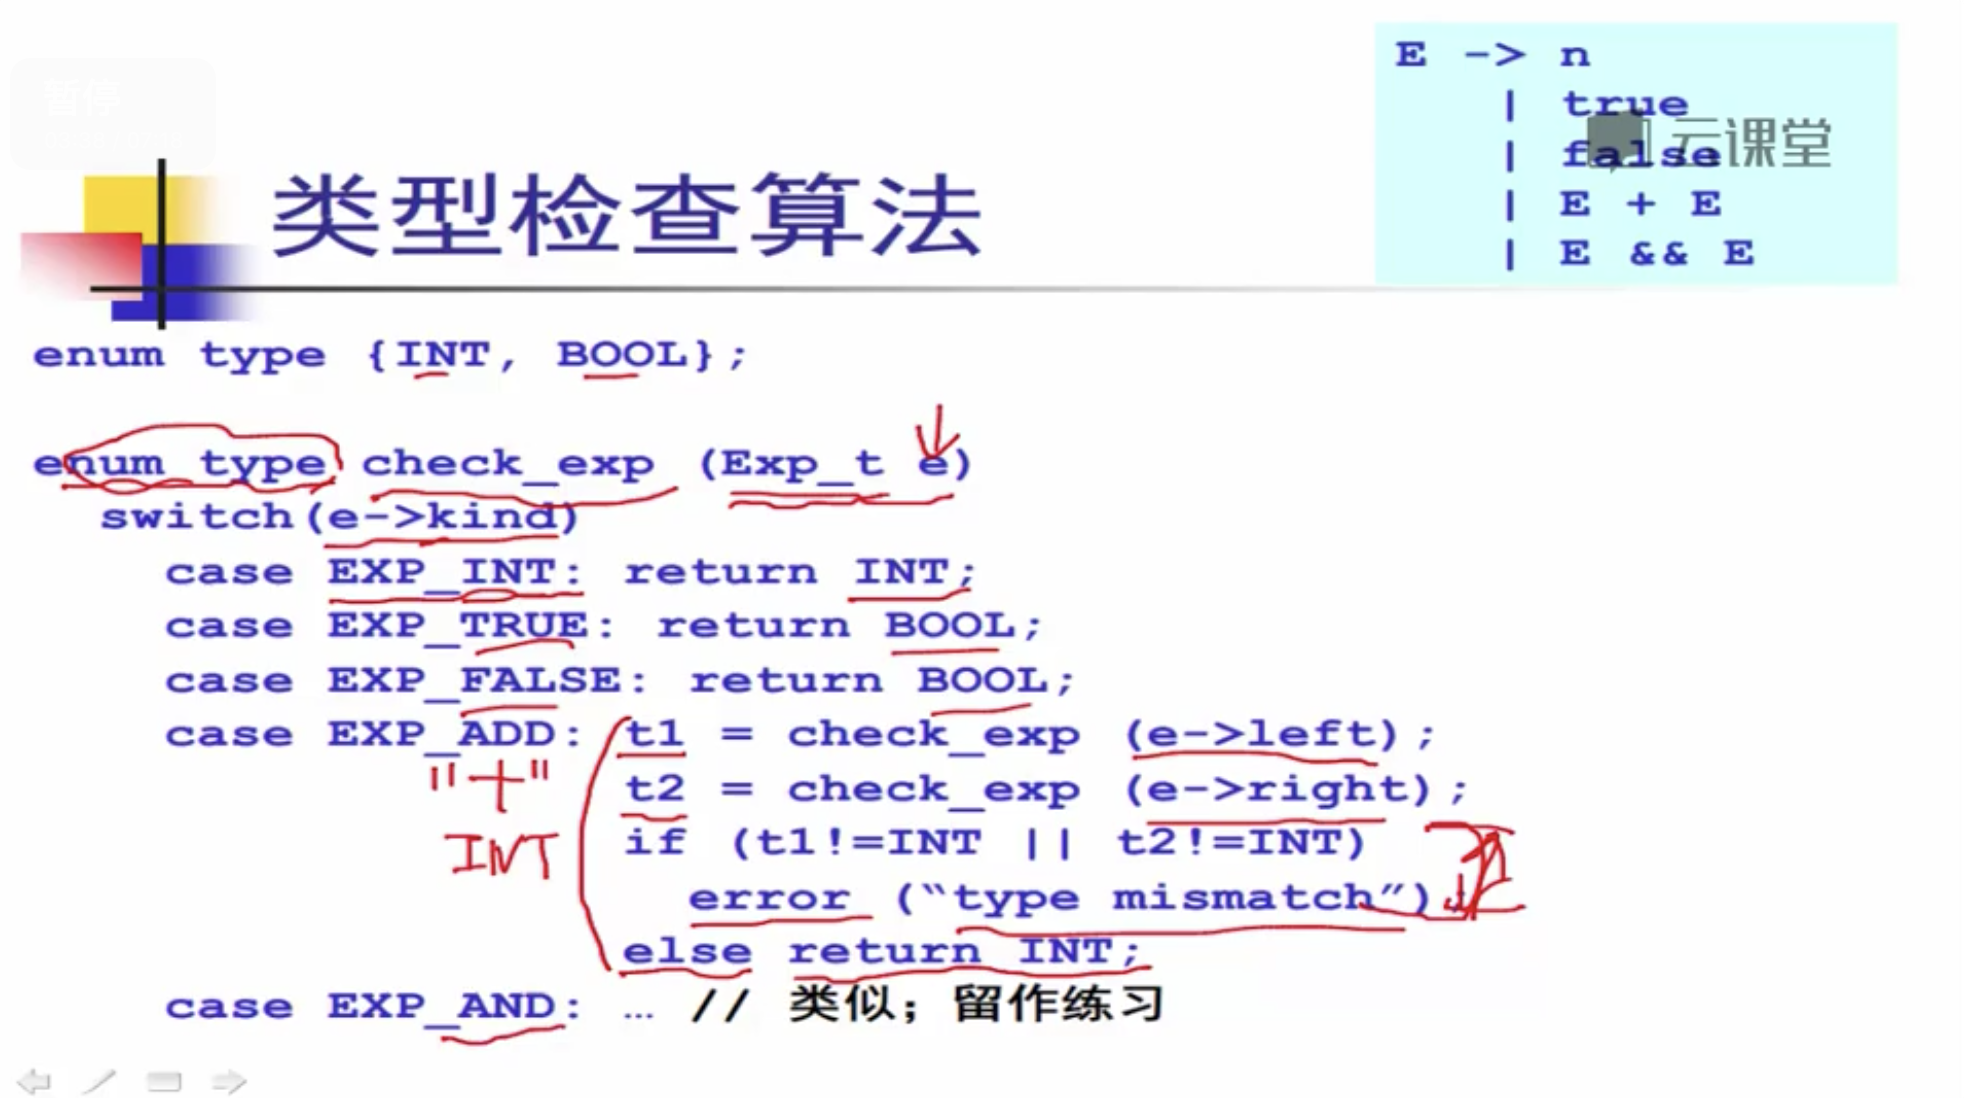 暂停
类型检查算法
E -> n
| true
| false
| E + E
| E && E
云课堂
enum type {INT, BOOL};
enum type check_exp (Exp_t e)
switch(e->kind)
case EXP_INT: return INT;
case EXP_TRUE: return BOOL;
case EXP_FALSE: return BOOL;
case EXP_ADD: t1 = check_exp (e->left);
"+" t2 = check_exp (e->right);
INT if (t1!=INT || t2!=INT)
error (“type mismatch”);
else return INT;
case EXP_AND: … // 类似；留作练习